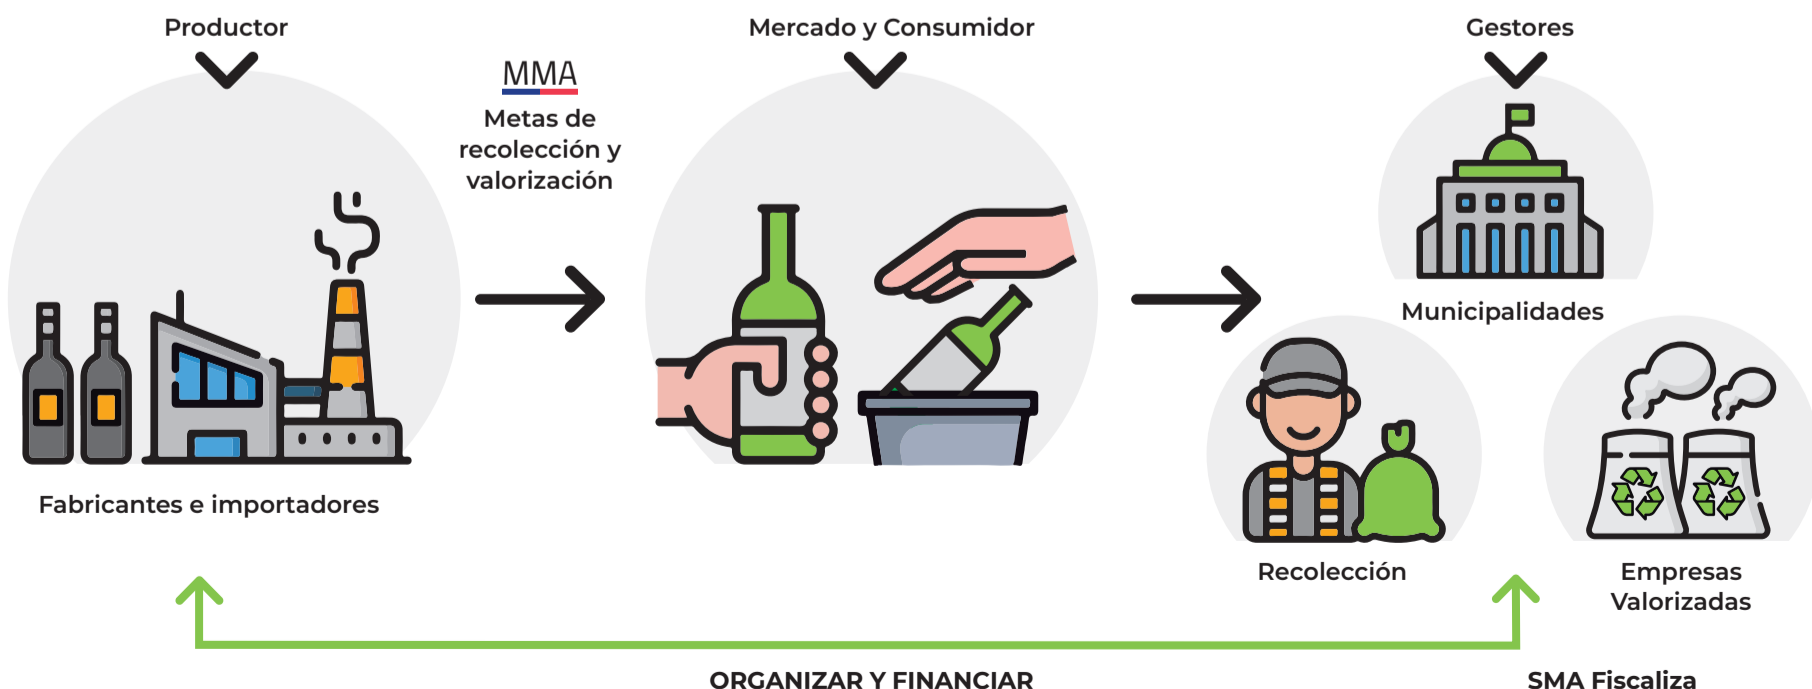 Productor
MMA
Metas de
recolección y
valorización
Fabricantes e importadores
Mercado y Consumidor
Gestores
Municipalidades
Recolección
Empresas
Valorizadas
ORGANIZAR Y FINANCIAR
SMA Fiscaliza